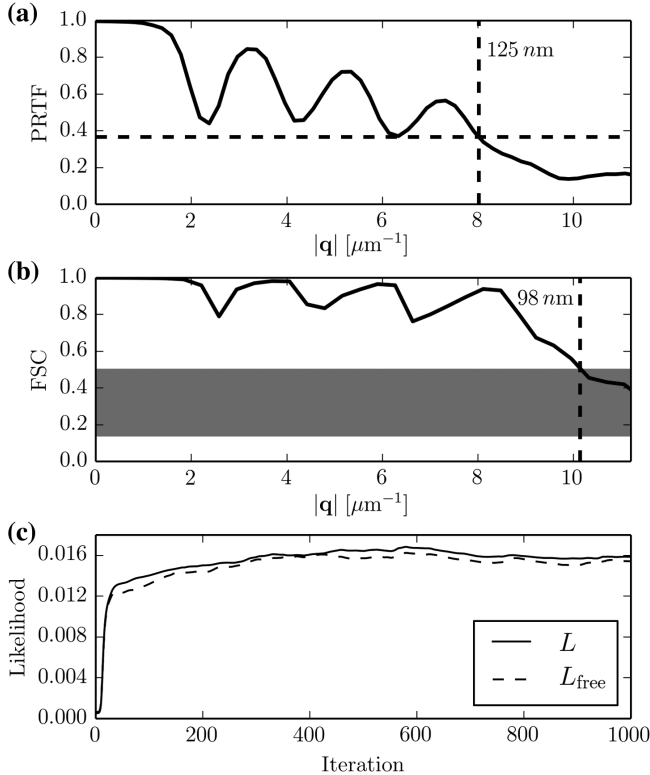 (a)
1.0
0.8
0.6
0.4
0.2
0.0
PRTF
125 nm
0 2 4 6 8 10
|q| [μm⁻¹]
(b)
1.0
0.8
0.6
0.4
0.2
0.0
FSC
98 nm
0 2 4 6 8 10
|q| [μm⁻¹]
(c)
0.016
0.012
0.008
0.004
0.000
Likelihood
L
L_free
0 200 400 600 800 1000
Iteration